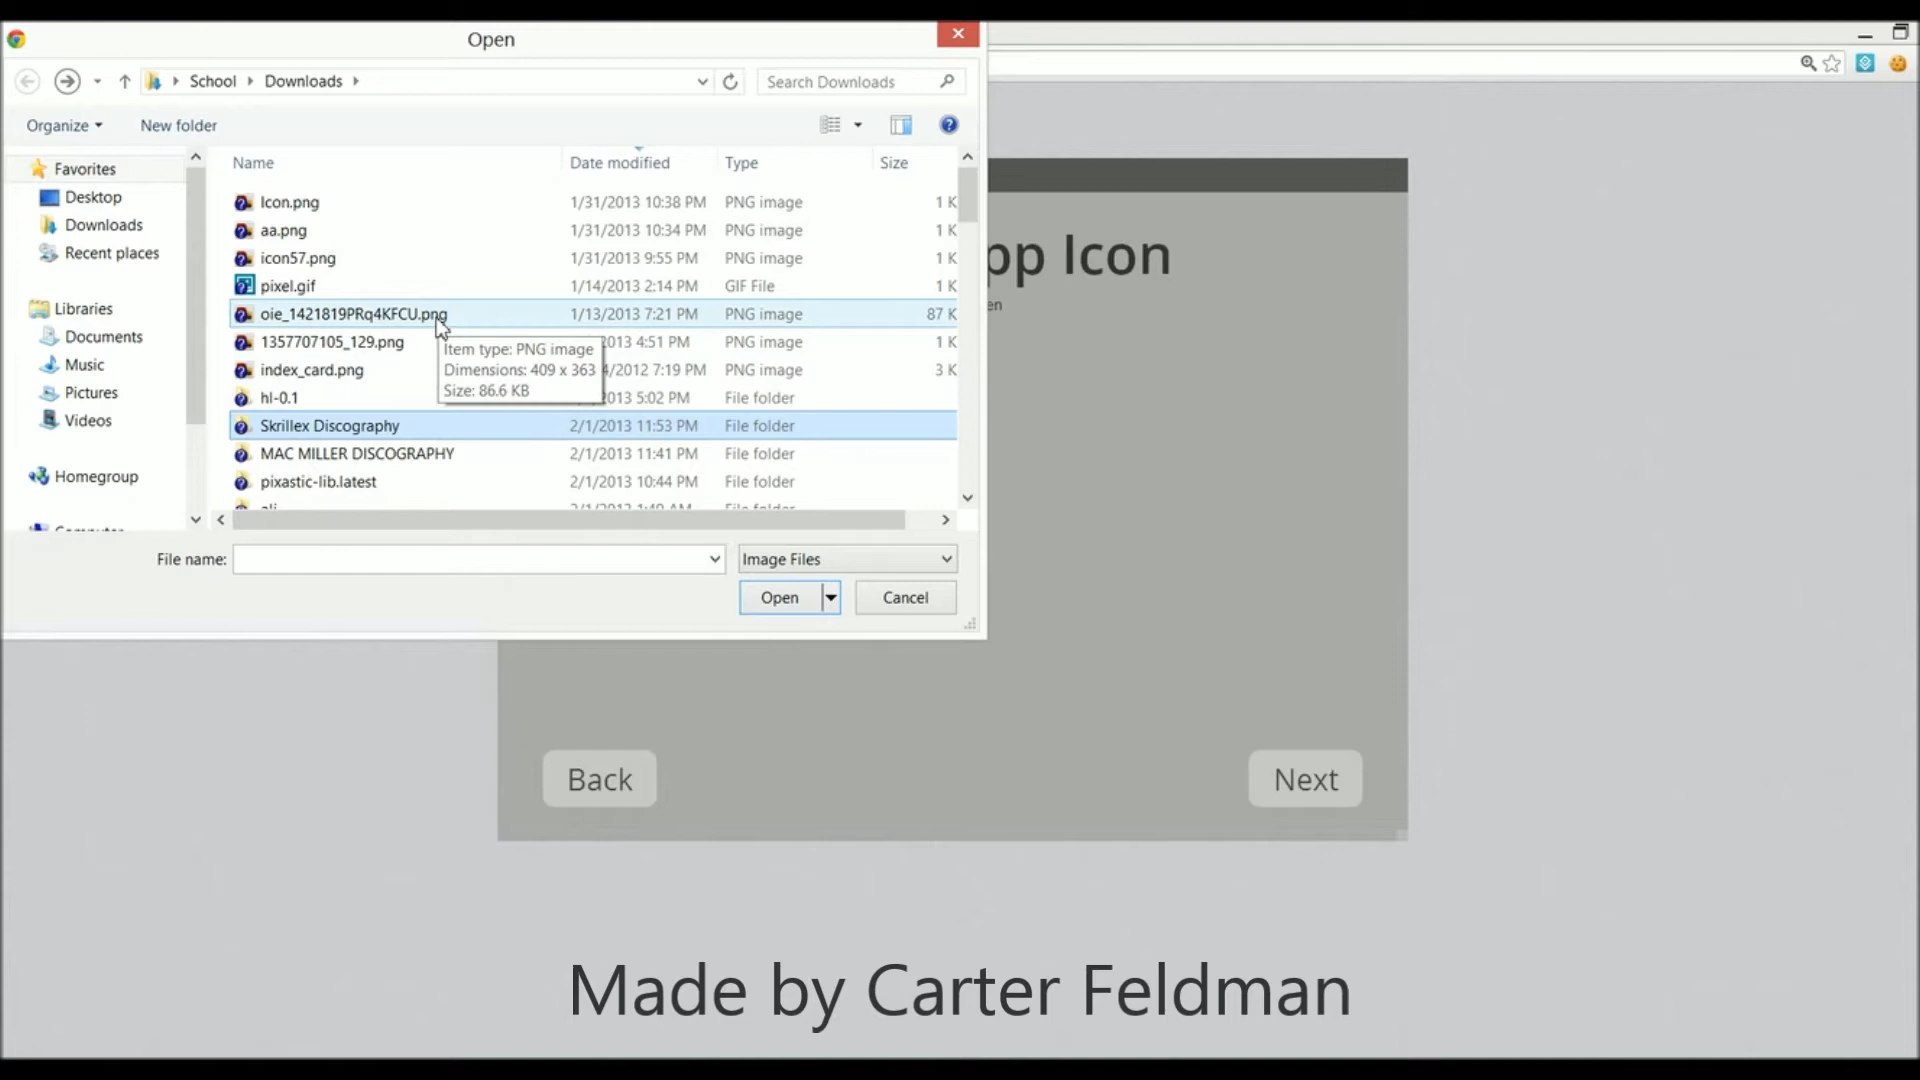 Open
School Downloads
Search Downloads
Organize New folder
Name Date modified Type Size
Favorites
Desktop
Downloads
Recent places
Libraries
Documents
Music
Pictures
Videos
Homegroup
Icon.png 1/31/2013 10:38 PM PNG image 1 K
aa.png 1/31/2013 10:34 PM PNG image 1 K
icon57.png 1/31/2013 9:55 PM PNG image 1 K
pixel.gif 1/14/2013 2:14 PM GIF File 1 K
oie_1421819PRq4KFCU.png 1/13/2013 7:21 PM PNG image 87 K
1357707105_129.png 2013 4:51 PM PNG image 1 K
index_card.png 4/2012 7:19 PM PNG image 3 K
hl-0.1 013 5:02 PM File folder
Skrillex Discography 2/1/2013 11:53 PM File folder
MAC MILLER DISCOGRAPHY 2/1/2013 11:41 PM File folder
pixastic-lib.latest 2/1/2013 10:44 PM File folder
Item type: PNG image
Dimensions: 409 x 363
Size: 86.6 KB
File name: Image Files
Open Cancel
pp Icon
en
Back Next
Made by Carter Feldman